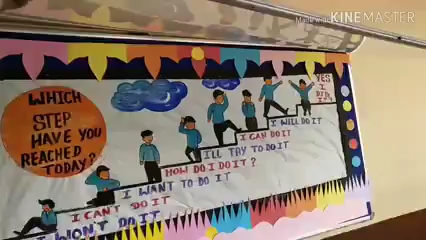 Made with KINEMASTER
WHICH
STEP
HAVE YOU
REACHED
TODAY?
YES
I
DID
IT
I WILL DO IT
I CAN DO IT
I'LL TRY TO DO IT
HOW DO I DO IT?
I WANT TO DO IT
I CAN'T DO IT
I WON'T DO IT